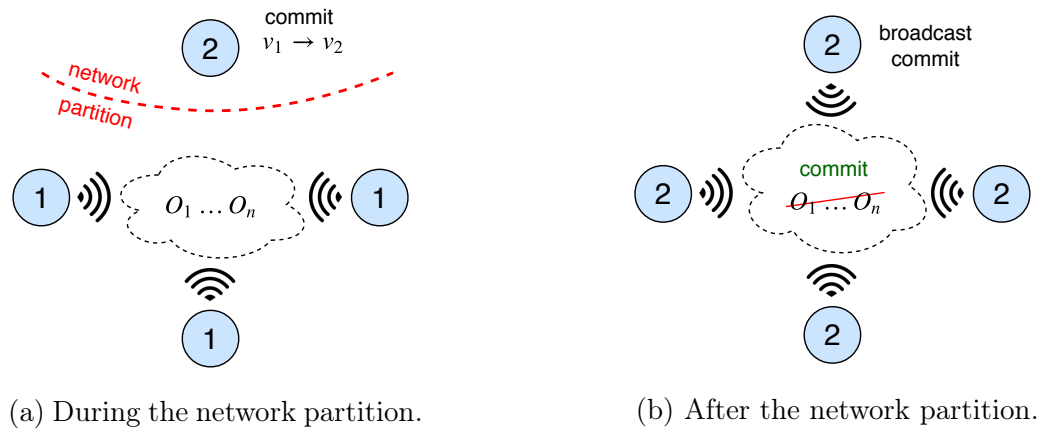 2
commit
v₁ → v₂
network
partition
1
O₁ ... Oₙ
1
1
(a) During the network partition.
2
broadcast
commit
2
commit
O₁ ... Oₙ
2
2
(b) After the network partition.